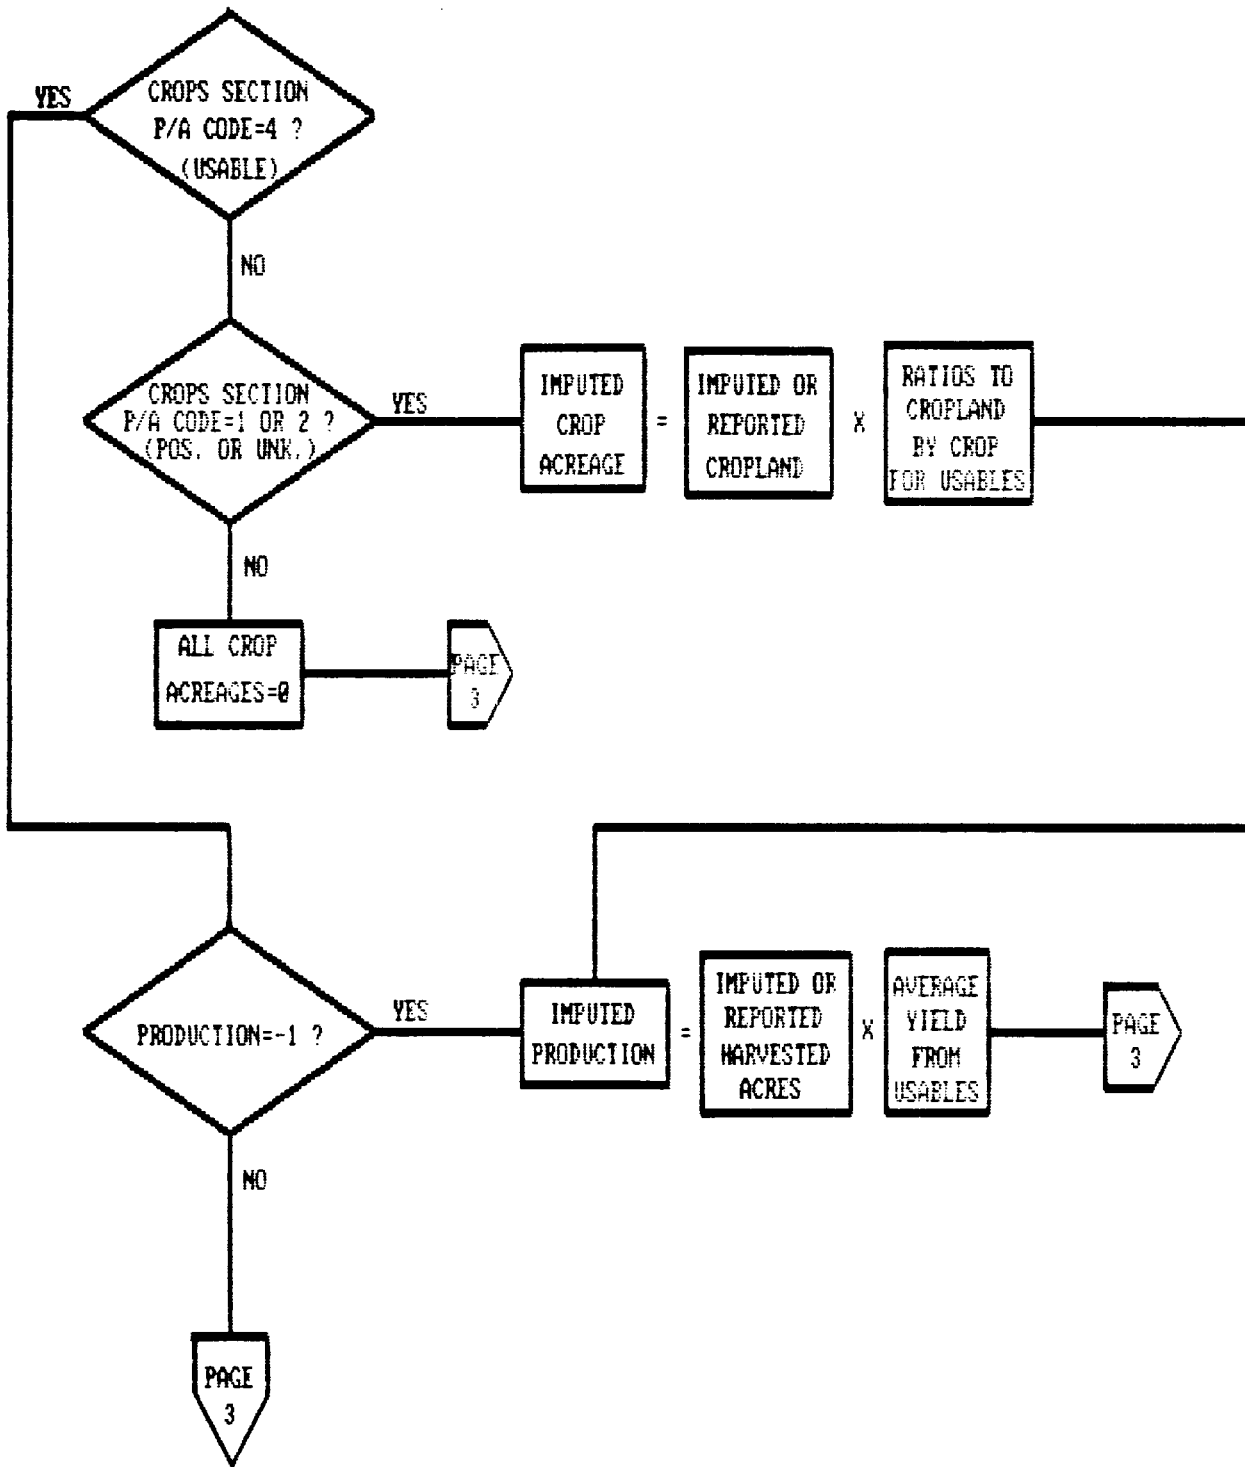 YES
CROPS SECTION
P/A CODE=4 ?
(USABLE)
NO
CROPS SECTION
P/A CODE=1 OR 2 ?
(POS. OR UNK.)
YES
IMPUTED
CROP
ACREAGE
=
IMPUTED OR
REPORTED
CROPLAND
X
RATIOS TO
CROPLAND
BY CROP
FOR USABLES
NO
ALL CROP
ACREAGES=0
PAGE
3
PRODUCTION=-1 ?
YES
IMPUTED
PRODUCTION
=
IMPUTED OR
REPORTED
HARVESTED
ACRES
X
AVERAGE
YIELD
FROM
USABLES
PAGE
3
NO
PAGE
3